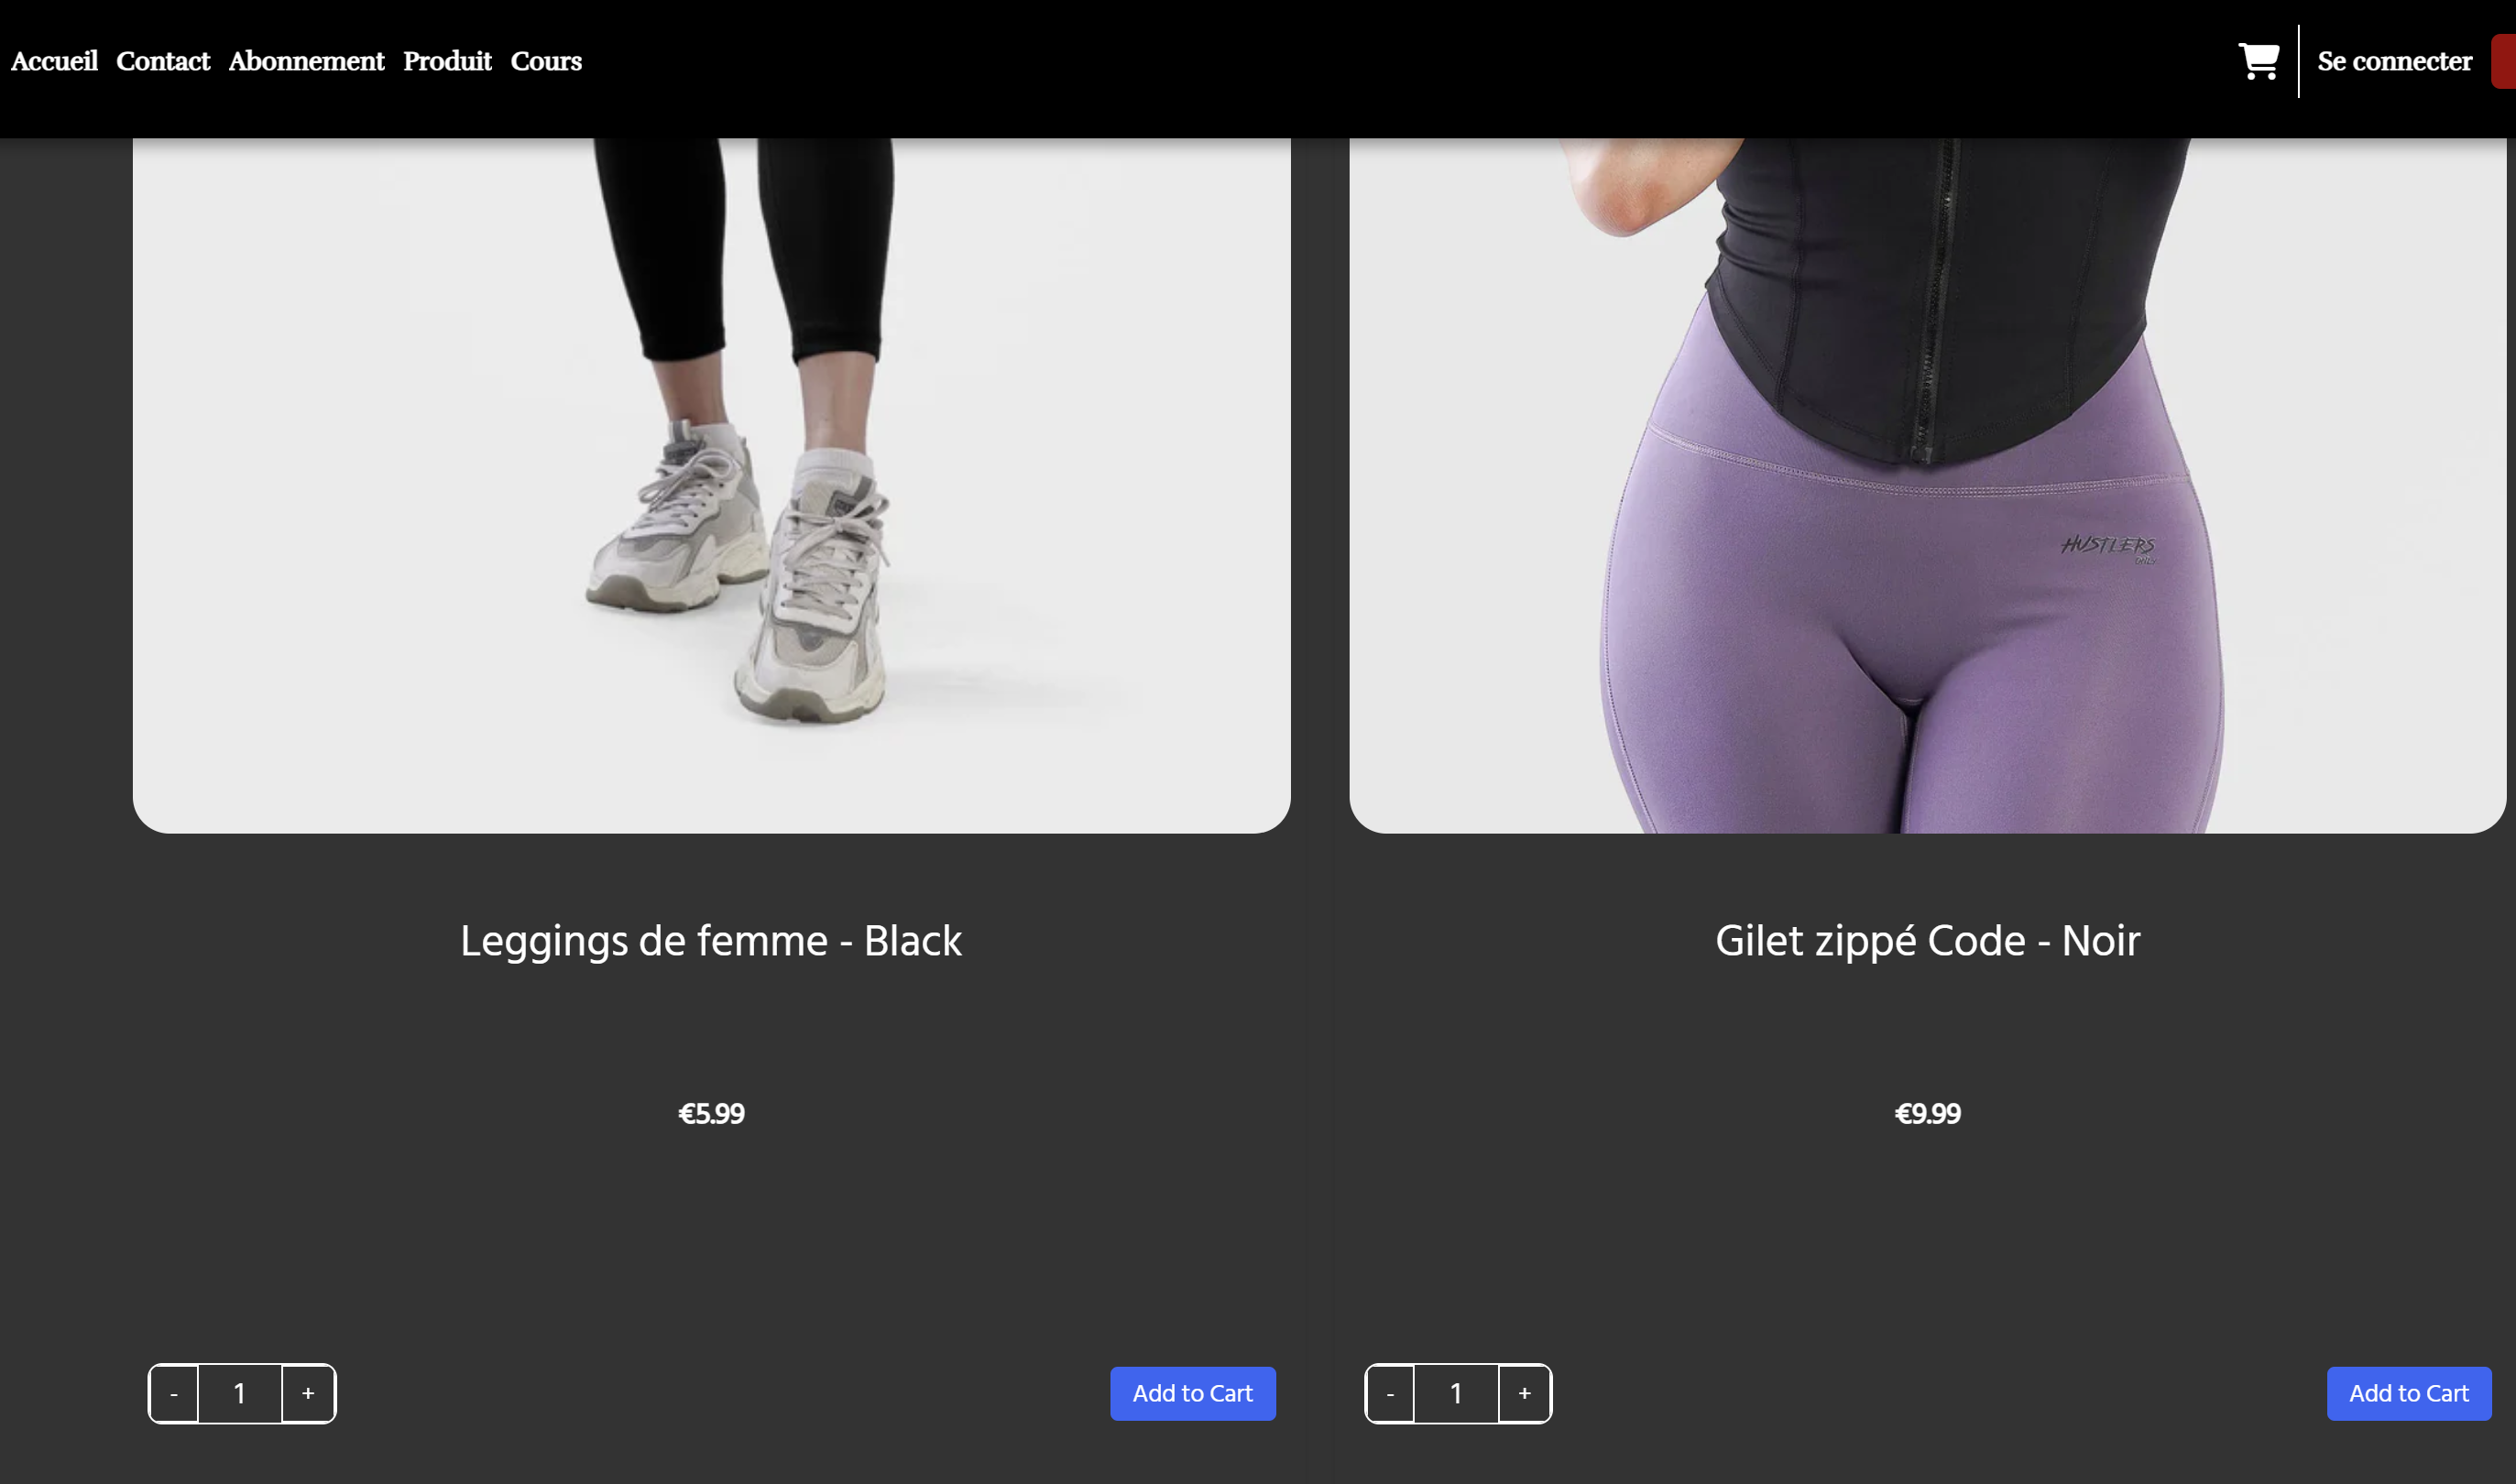 Accueil Contact Abonnement Produit Cours Se connecter
HUSTLERS
ONLY
Leggings de femme - Black
Gilet zippé Code - Noir
€5.99
€9.99
- 1 + Add to Cart
- 1 + Add to Cart